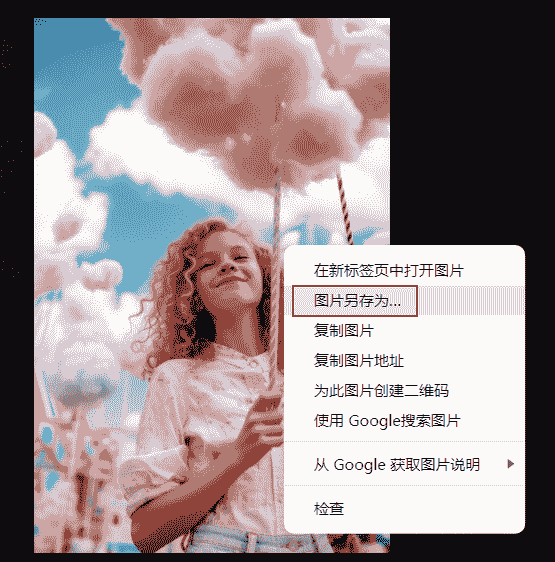 在新标签页中打开图片
图片另存为...
复制图片
复制图片地址
为此图片创建二维码
使用 Google搜索图片
从 Google 获取图片说明
检查